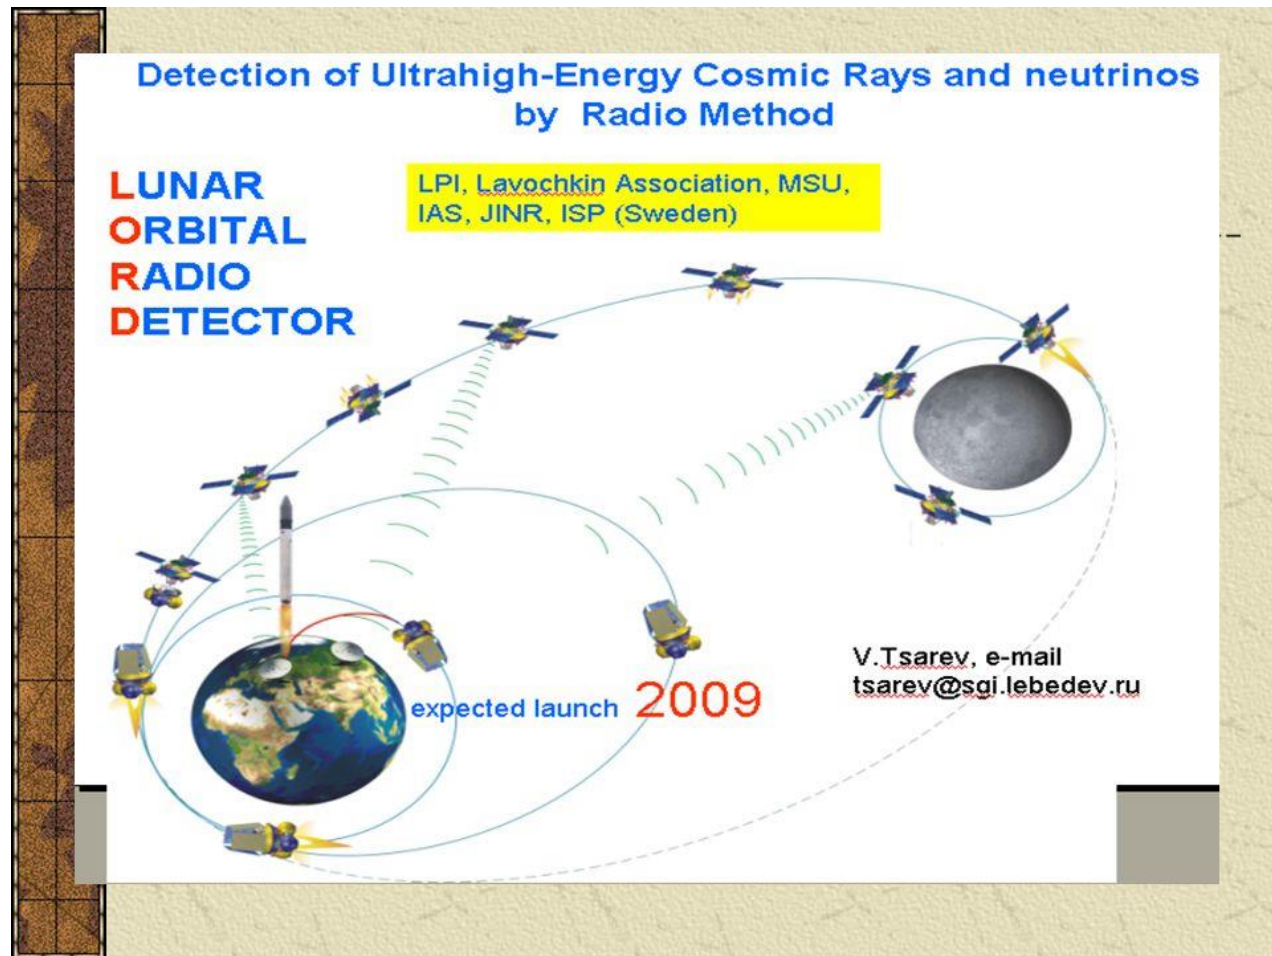 Detection of Ultrahigh-Energy Cosmic Rays and neutrinos
by Radio Method
LUNAR
ORBITAL
RADIO
DETECTOR
LPI, Lavochkin Association, MSU,
IAS, JINR, ISP (Sweden)
V.Tsarev, e-mail
tsarev@sgi.lebedev.ru
expected launch 2009